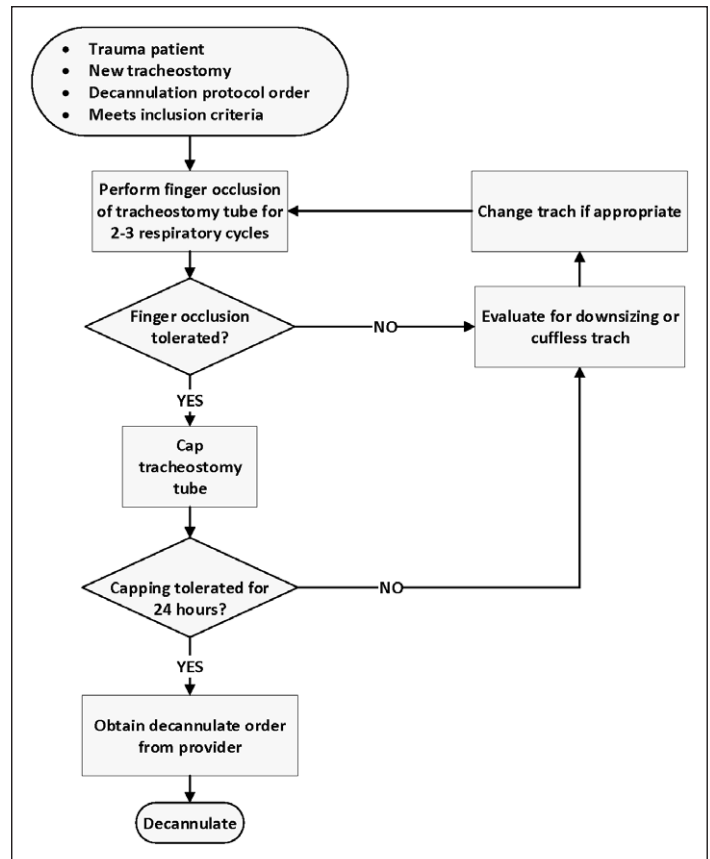 • Trauma patient
• New tracheostomy
• Decannulation protocol order
• Meets inclusion criteria
Perform finger occlusion
of tracheostomy tube for
2-3 respiratory cycles
Change trach if appropriate
Finger occlusion
tolerated?
NO
Evaluate for downsizing or
cuffless trach
YES
Cap
tracheostomy
tube
Capping tolerated for
24 hours?
NO
YES
Obtain decannulate order
from provider
Decannulate